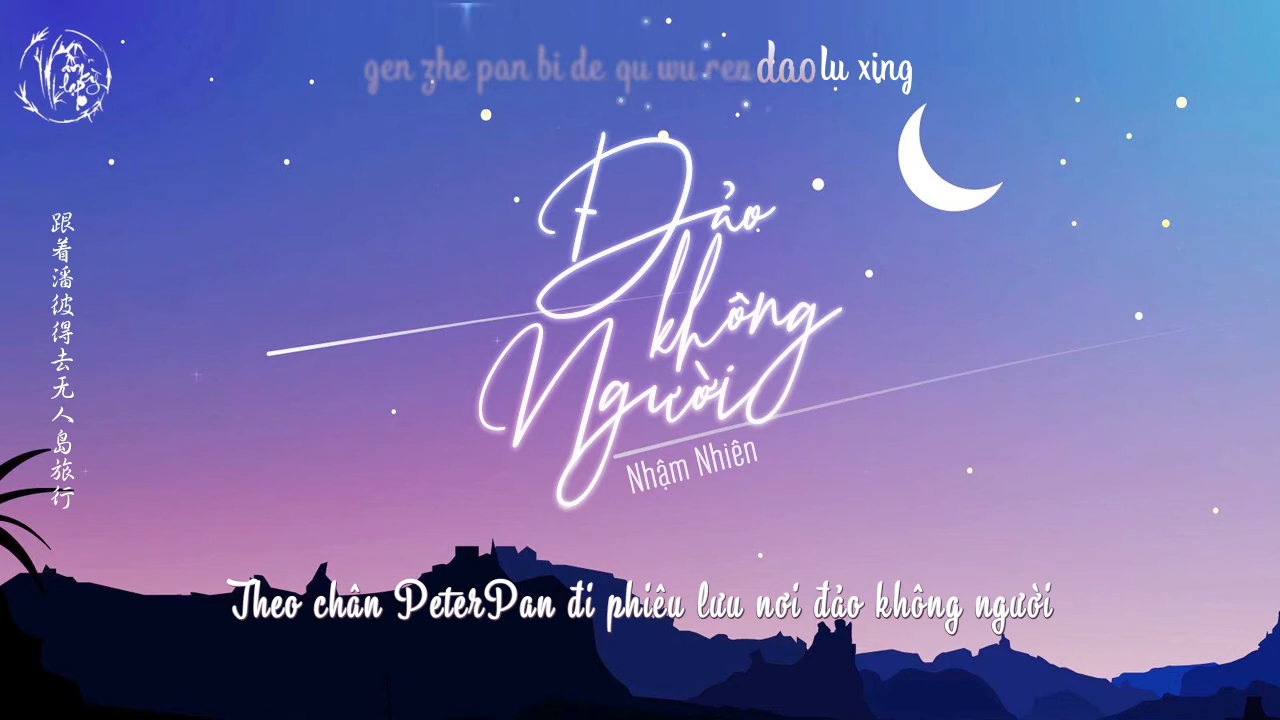 gen zhe pan bi de qu wu ren dao lu xing
Đảo
không
Người
Nhậm Nhiên
跟着潘彼得去无人岛旅行
Theo chân PeterPan đi phiêu lưu nơi đảo không người